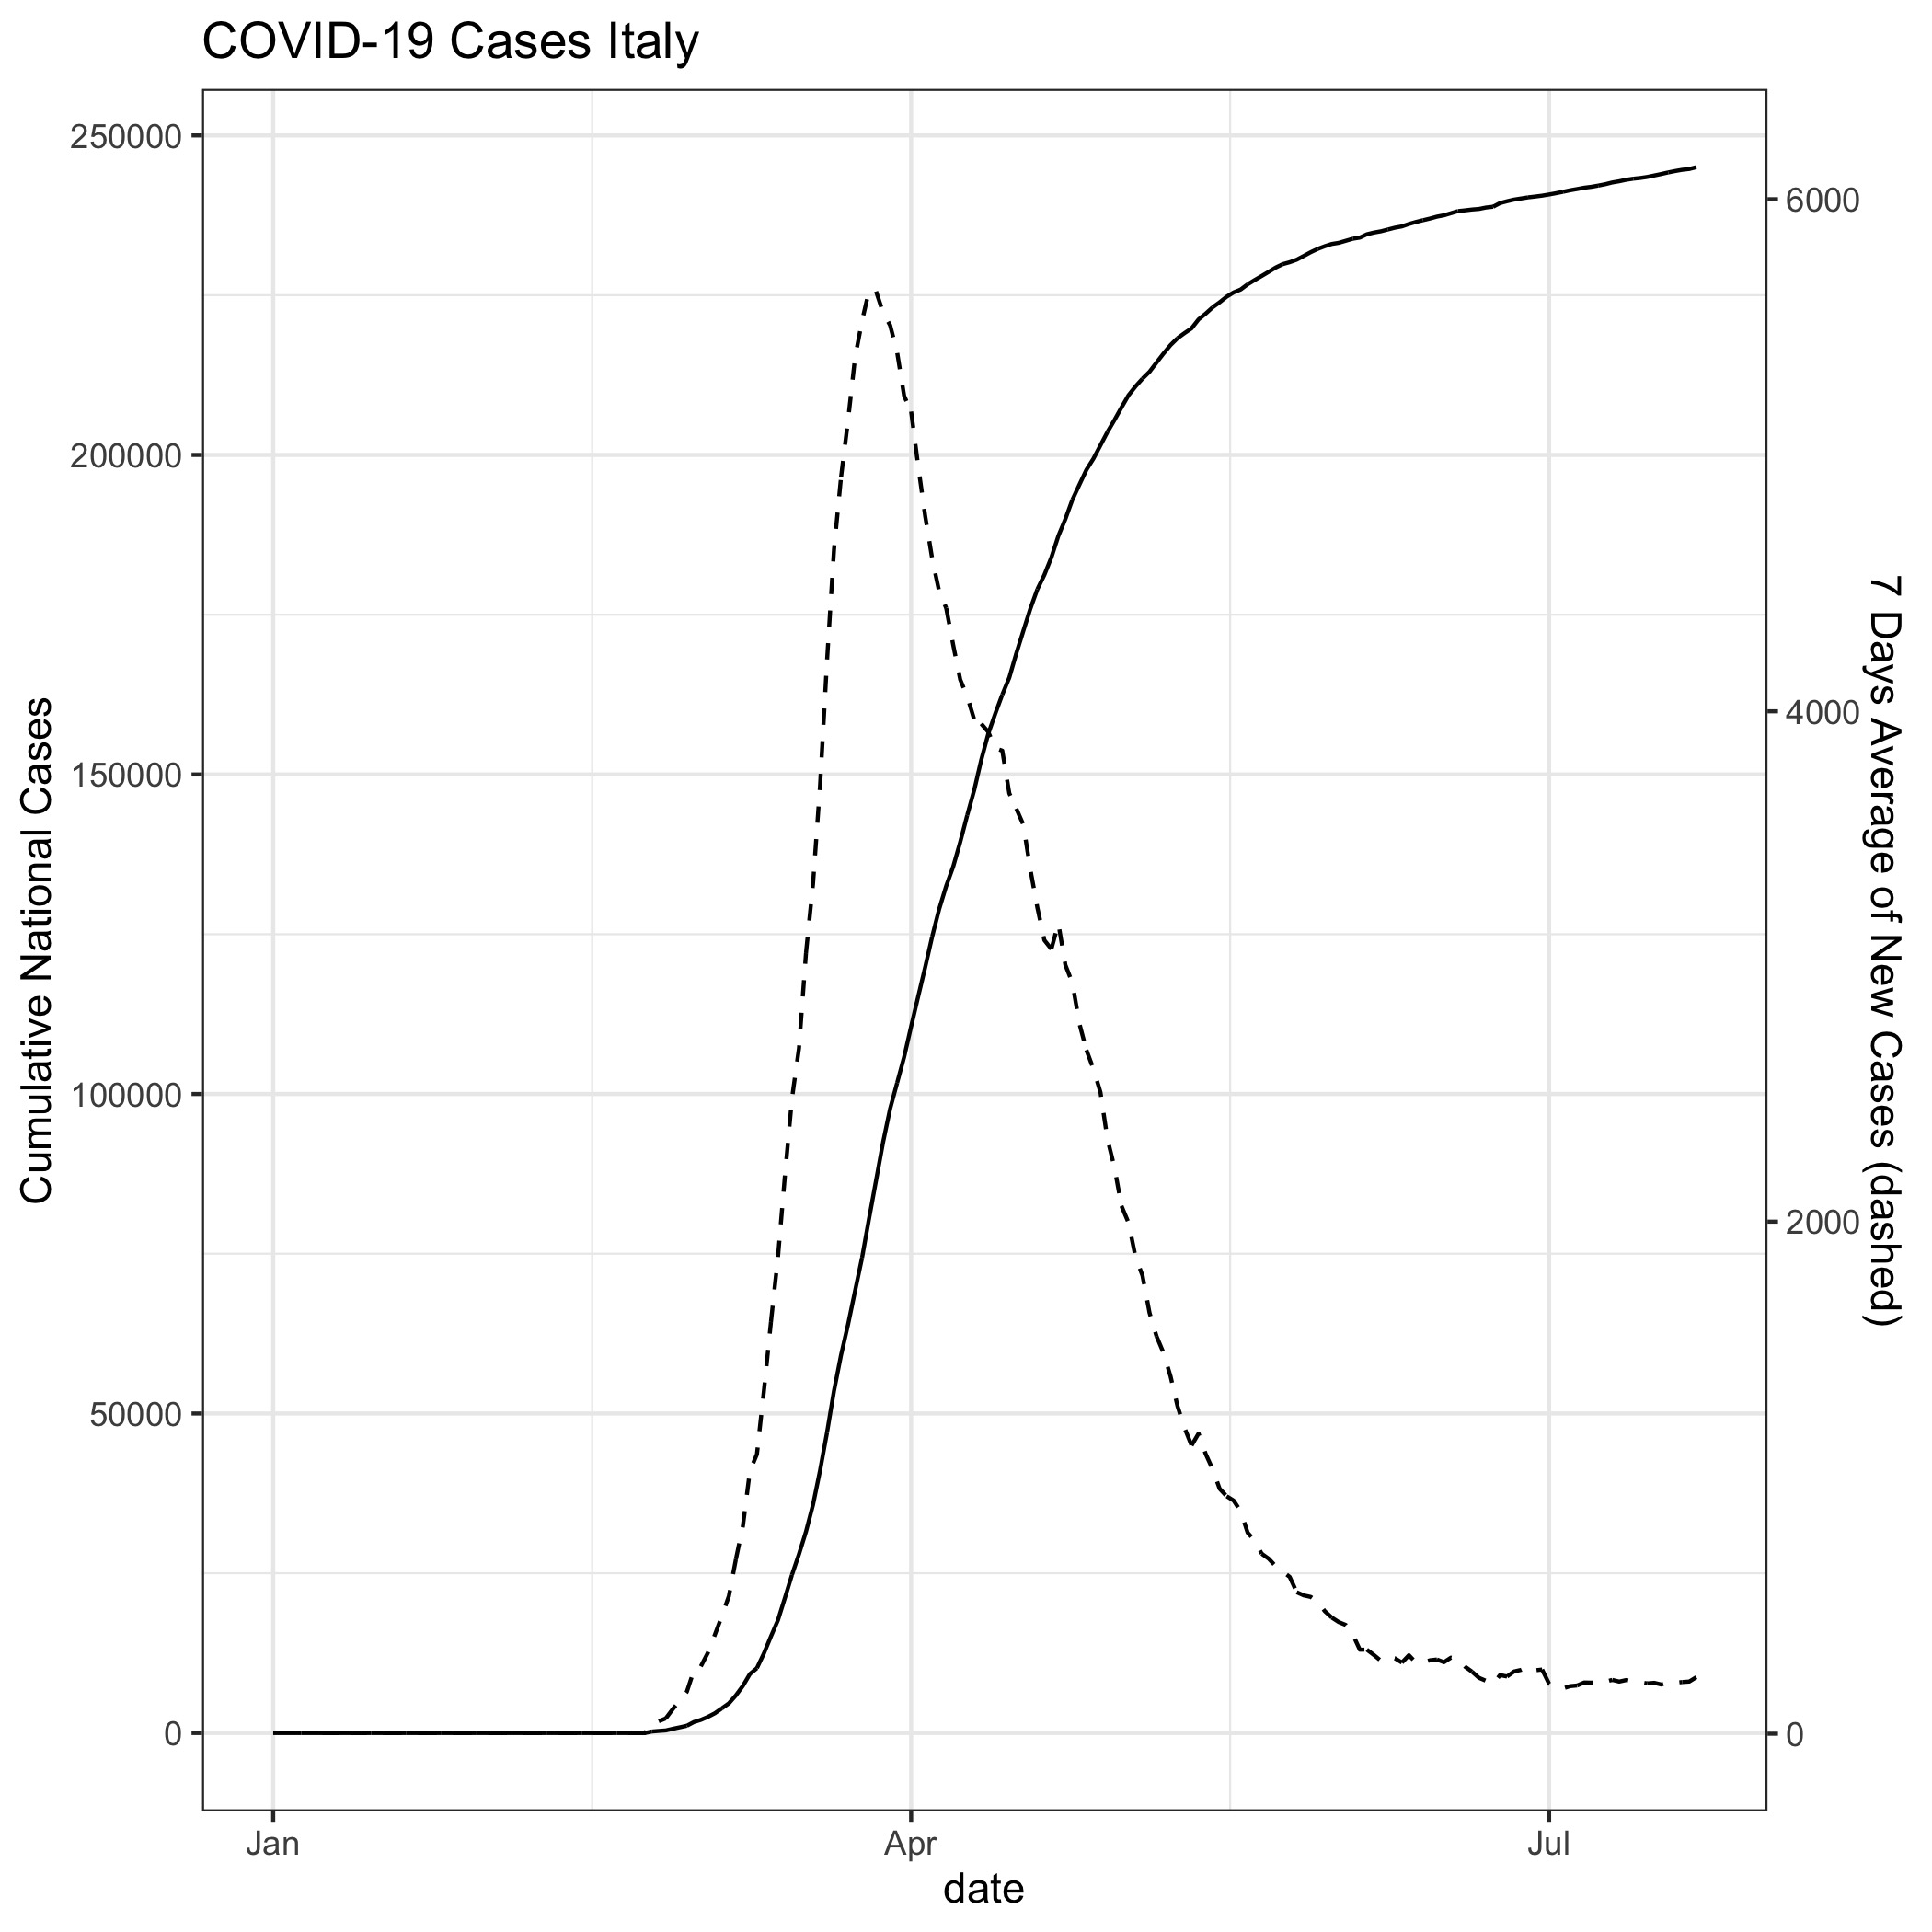 COVID-19 Cases Italy
Cumulative National Cases
250000
200000
150000
100000
50000
0
6000
4000
2000
0
7 Days Average of New Cases (dashed)
Jan
Apr
Jul
date